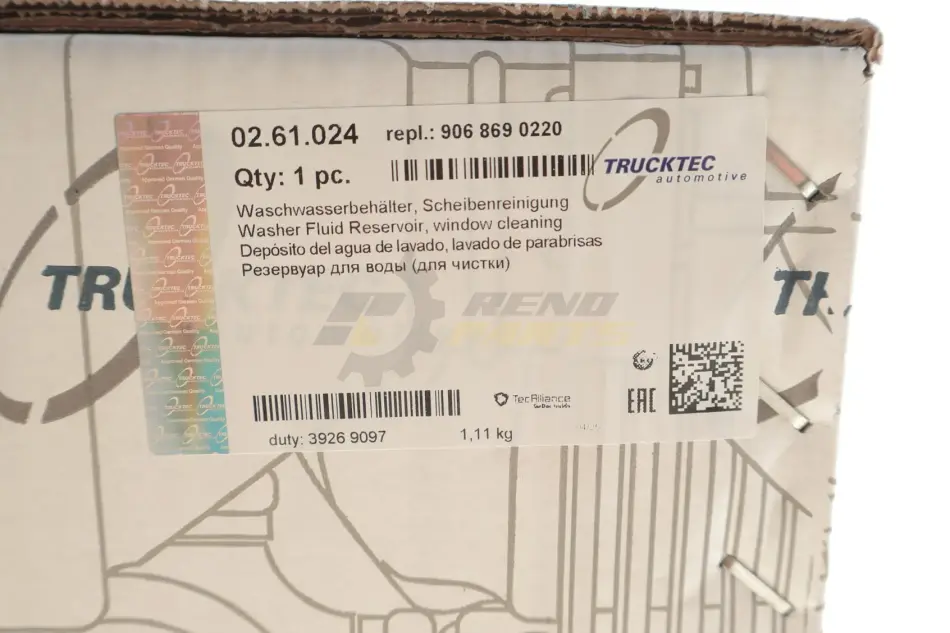 02.61.024 repl.: 906 869 0220
Qty: 1 pc.
TRUCKTEC
automotive
Waschwasserbehälter, Scheibenreinigung
Washer Fluid Reservoir, window cleaning
Depósito del agua de lavado, lavado de parabrisas
Резервуар для воды (для чистки)
TRUC
TR
RENO
PARTS
TecAlliance
EAC
duty: 3926 9097 1,11 kg